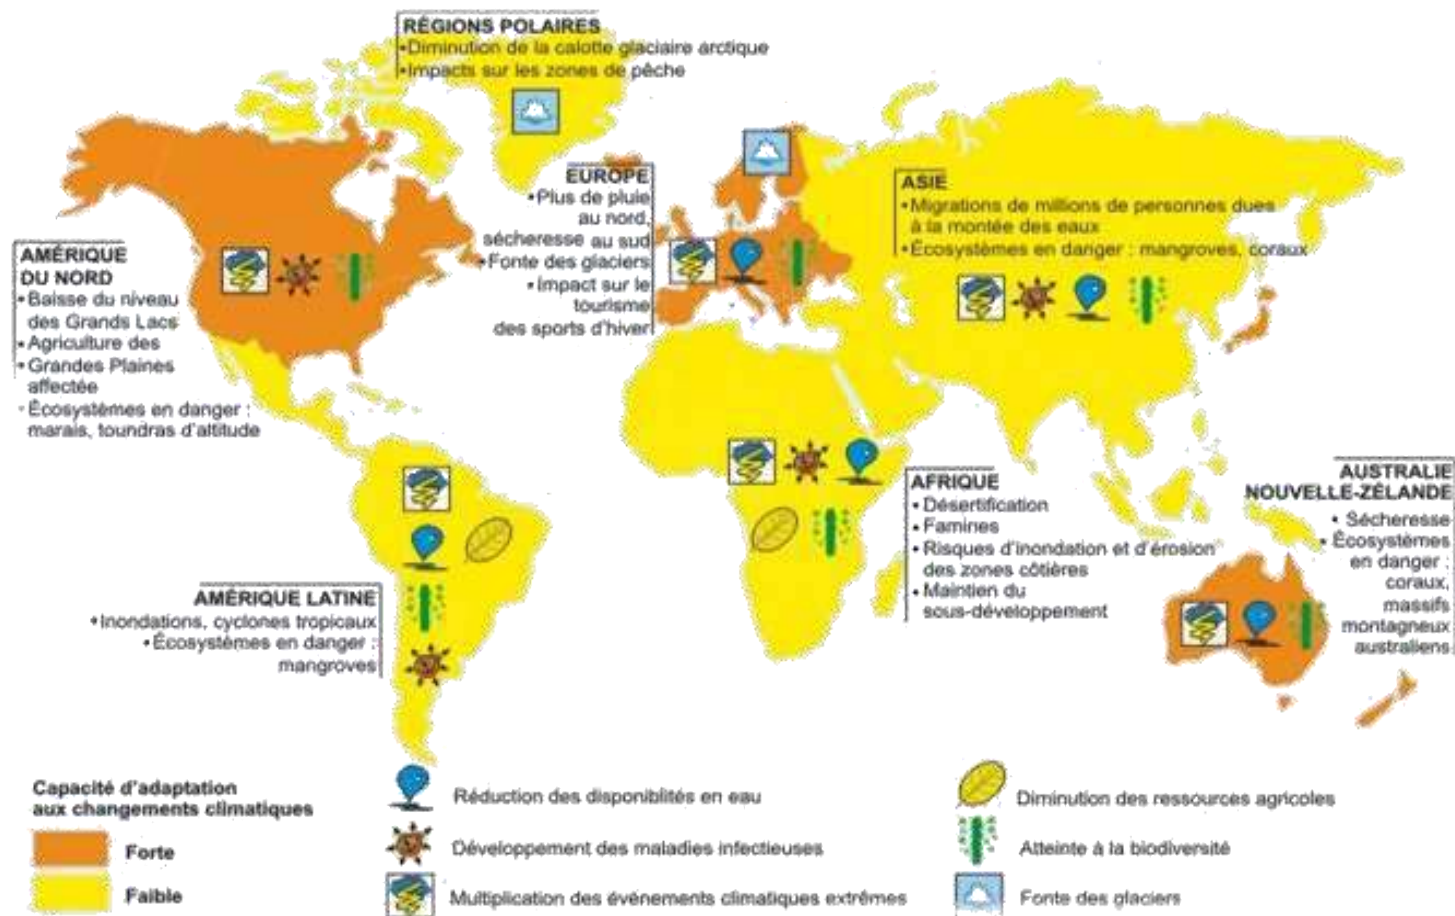 RÉGIONS POLAIRES
•Diminution de la calotte glaciaire arctique
•Impacts sur les zones de pêche
EUROPE
•Plus de pluie
au nord,
sécheresse au sud
•Fonte des glaciers
•Impact sur le
tourisme
des sports d'hiver
ASIE
•Migrations de millions de personnes dues
à la montée des eaux
•Écosystèmes en danger : mangroves, coraux
AMÉRIQUE
DU NORD
•Baisse du niveau
des Grands Lacs
•Agriculture des
•Grandes Plaines
affectée
•Écosystèmes en danger :
marais, toundras d'altitude
AFRIQUE
•Désertification
•Famines
•Risques d'inondation et d'érosion
des zones côtières
•Maintien du
sous-développement
AUSTRALIE
NOUVELLE-ZÉLANDE
•Sécheresse
•Écosystèmes
en danger :
coraux,
massifs
montagneux
australiens
AMÉRIQUE LATINE
•Inondations, cyclones tropicaux
•Écosystèmes en danger :
mangroves
Capacité d'adaptation
aux changements climatiques
Forte
Faible
Réduction des disponiblités en eau
Développement des maladies infectieuses
Multiplication des événements climatiques extrêmes
Diminution des ressources agricoles
Atteinte à la biodiversité
Fonte des glaciers